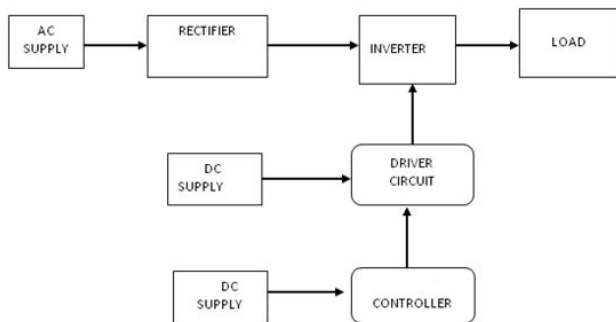 AC
SUPPLY
RECTIFIER
INVERTER
LOAD
DC
SUPPLY
DRIVER
CIRCUIT
DC
SUPPLY
CONTROLLER